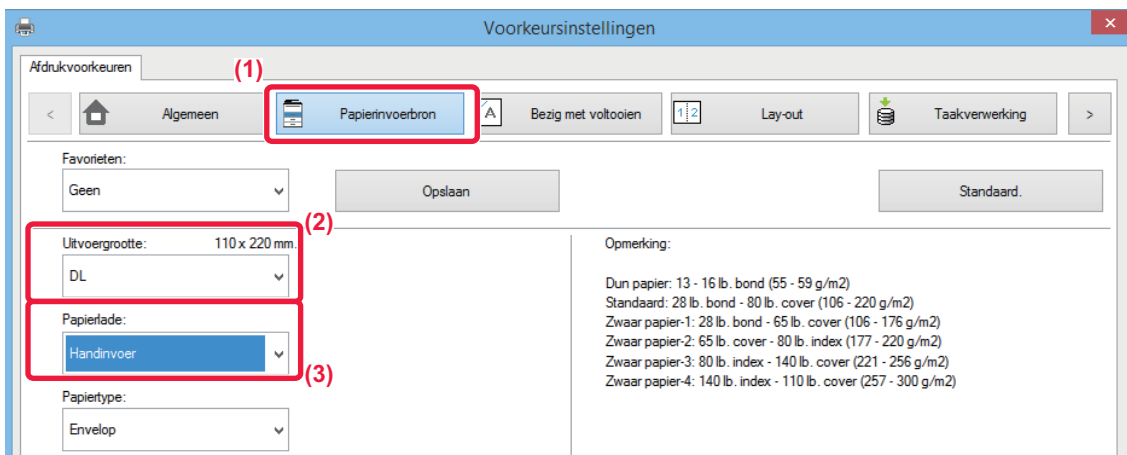 Voorkeursinstellingen
Afdrukvoorkeuren
(1)
< Algemeen Papierinvoerbron A Bezig met voltooien 1 2 Lay-out Taakverwerking >
Favorieten:
Geen Opslaan Standaard.
(2)
Uitvoergrootte: 110 x 220 mm.
DL
Papierlade:
Handinvoer
(3)
Papiertype:
Envelop
Opmerking:
Dun papier: 13 - 16 lb. bond (55 - 59 g/m2)
Standaard: 28 lb. bond - 80 lb. cover (106 - 220 g/m2)
Zwaar papier-1: 28 lb. bond - 65 lb. cover (106 - 176 g/m2)
Zwaar papier-2: 65 lb. cover - 80 lb. index (177 - 220 g/m2)
Zwaar papier-3: 80 lb. index - 140 lb. cover (221 - 256 g/m2)
Zwaar papier-4: 140 lb. index - 110 lb. cover (257 - 300 g/m2)